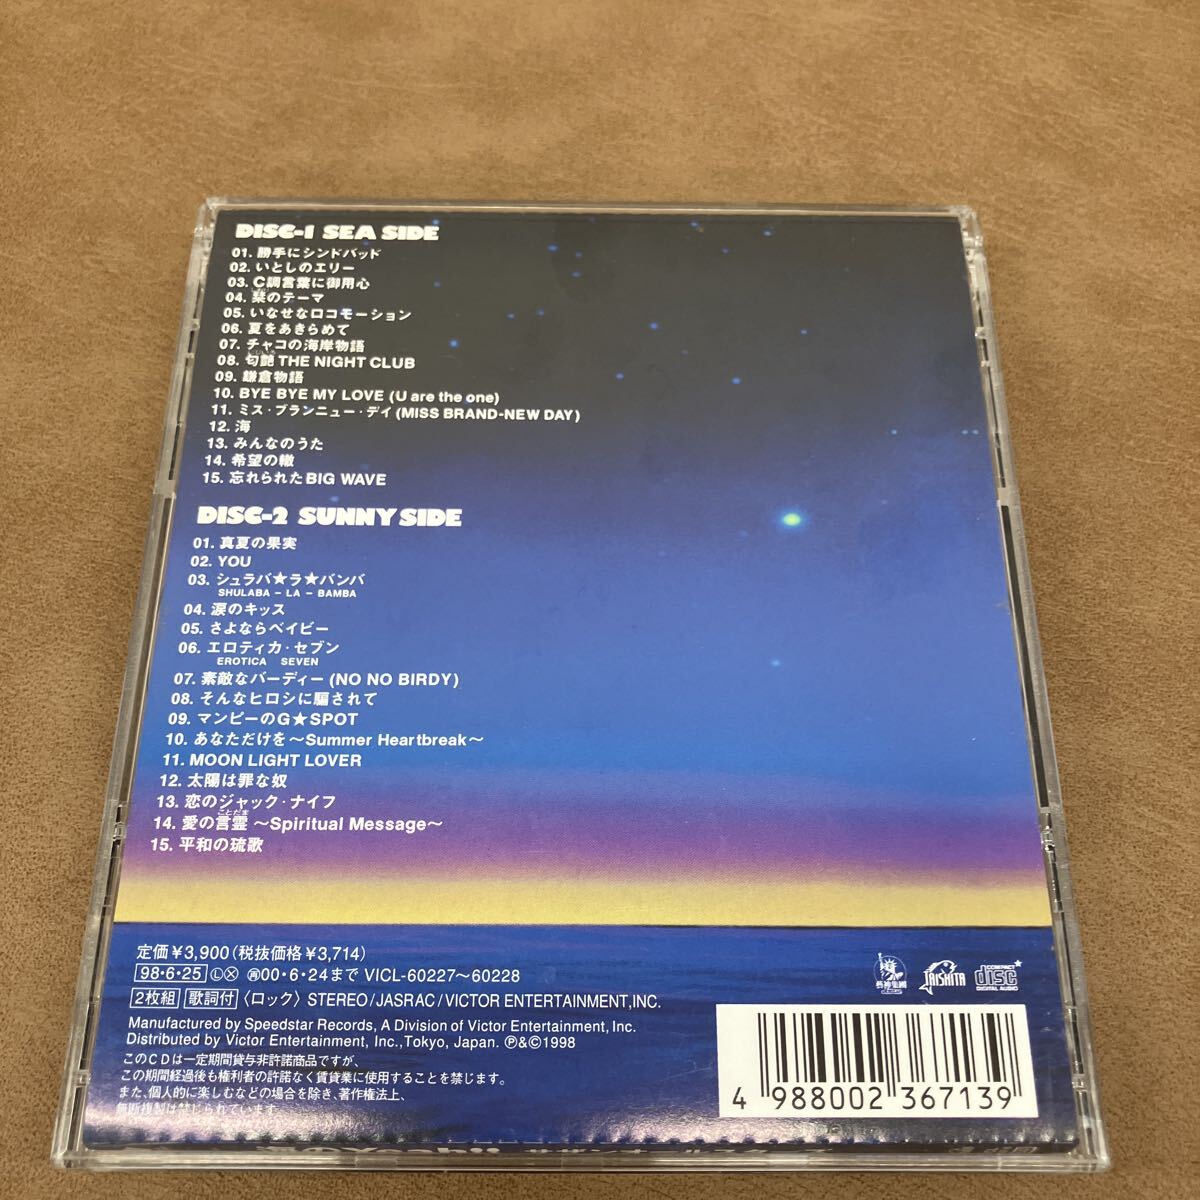 DISC-1 SEA SIDE
01. 勝手にシンドバッド
02. いとしのエリー
03. C調言葉に御用心
04. 栞のテーマ
05. いなせなロコモーション
06. 夏をあきらめて
07. チャコの海岸物語
08. 匂艶 THE NIGHT CLUB
09. 鎌倉物語
10. BYE BYE MY LOVE (U are the one)
11. ミス・ブランニュー・デイ (MISS BRAND-NEW DAY)
12. 海
13. みんなのうた
14. 希望の轍
15. 忘れられた BIG WAVE
DISC-2 SUNNY SIDE
01. 真夏の果実
02. YOU
03. シュラバ★ラ★バンバ
SHULABA - LA - BAMBA
04. 涙のキッス
05. さよならベイビー
06. エロティカ・セブン
EROTICA SEVEN
07. 素敵なバーディー (NO NO BIRDY)
08. そんなヒロシに騙されて
09. マンピーのG★SPOT
10. あなただけを ～Summer Heartbreak～
11. MOON LIGHT LOVER
12. 太陽は罪な奴
13. 恋のジャック・ナイフ
ことだま
14. 愛の言霊 ～Spiritual Message～
15. 平和の琉歌
定価¥3,900(税抜価格¥3,714)
98・6・25 Ⓛ Ⓧ ㊢00・6・24まで VICL-60227～60228
2枚組 歌詞付 〈ロック〉 STEREO/JASRAC/VICTOR ENTERTAINMENT,INC.
Manufactured by Speedstar Records, A Division of Victor Entertainment, Inc.
Distributed by Victor Entertainment, Inc.,Tokyo, Japan. Ⓟ&©1998
このCDは一定期間貸与非許諾商品ですが、
この期間経過後も権利者の許諾なく賃貸業に使用することを禁じます。
また、個人的に楽しむなどの場合を除き、著作権法上、
無断複製は禁じられています。
TAISHITA
COMPACT
disc
DIGITAL AUDIO
4 988002 367139